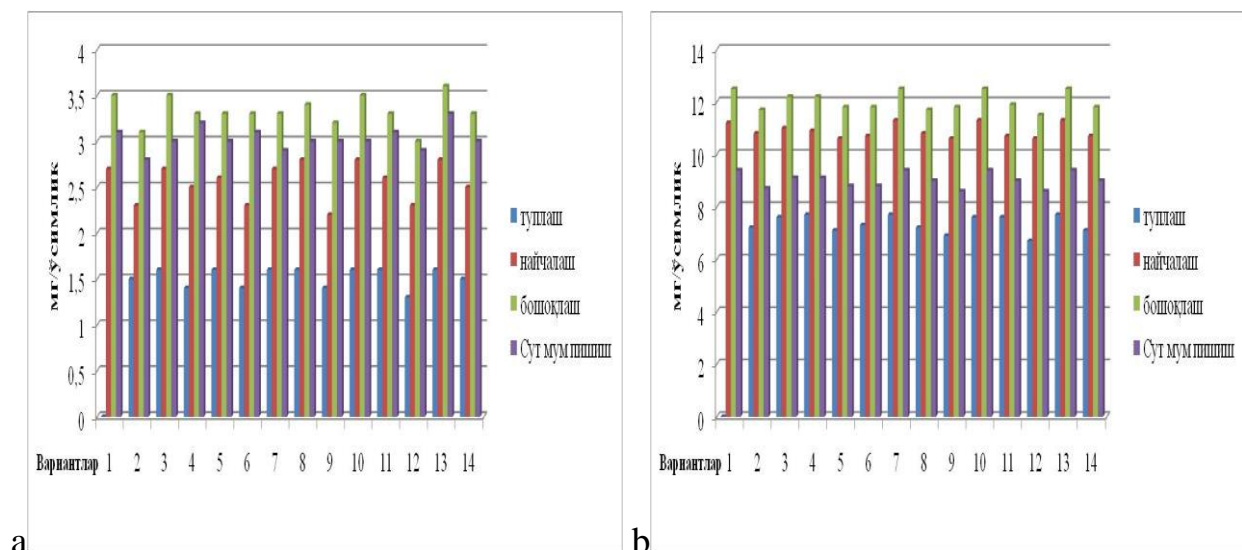 4
3,5
3
2,5
2
1,5
1
0,5
0
мг/ўсимлик
Вариантлар 1 2 3 4 5 6 7 8 9 10 11 12 13 14
туплаш
найчалаш
бошоқлаш
Сут мум пишиш
a
14
12
10
8
6
4
2
0
мг/ўсимлик
Вариантлар 1 2 3 4 5 6 7 8 9 10 11 12 13 14
туплаш
найчалаш
бошоқлаш
Сут мум пишиш
b